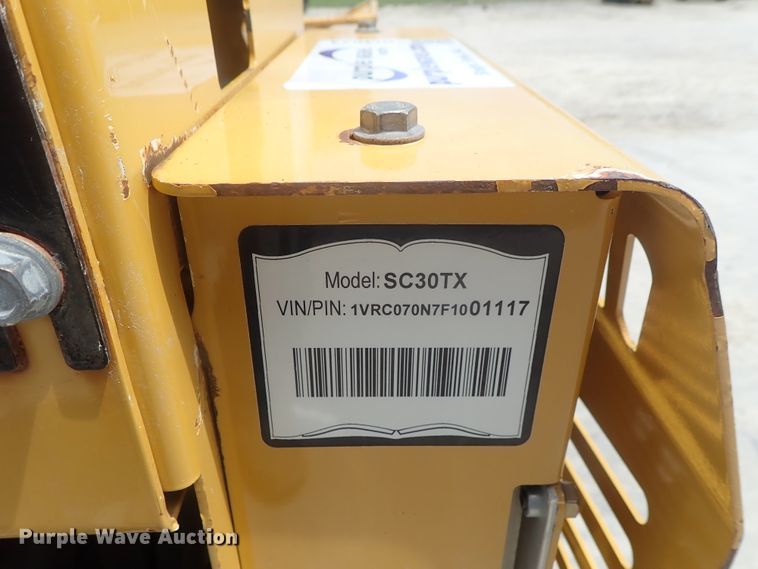 Model: SC30TX
VIN/PIN: 1VRC070N7F1001117
Purple Wave Auction